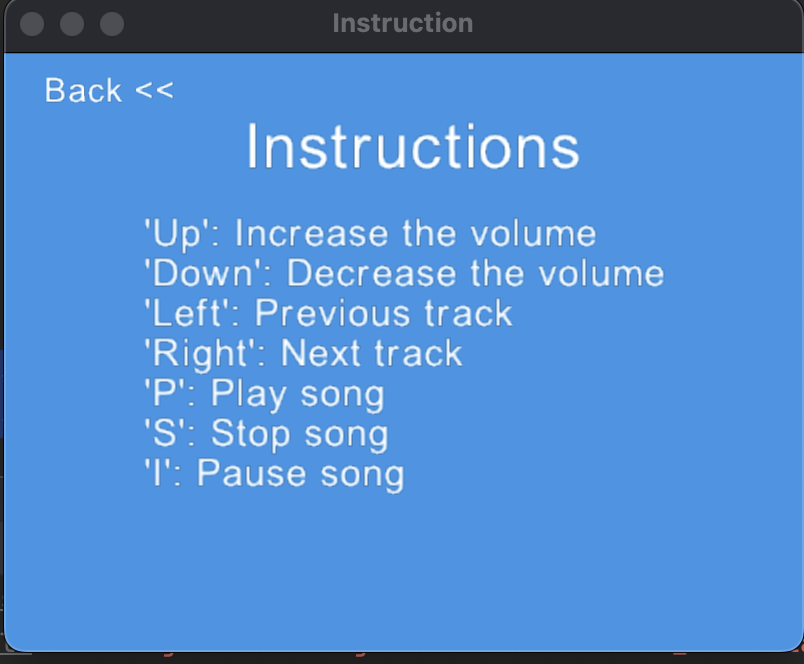 Instruction
Back <<
Instructions
'Up': Increase the volume
'Down': Decrease the volume
'Left': Previous track
'Right': Next track
'P': Play song
'S': Stop song
'I': Pause song